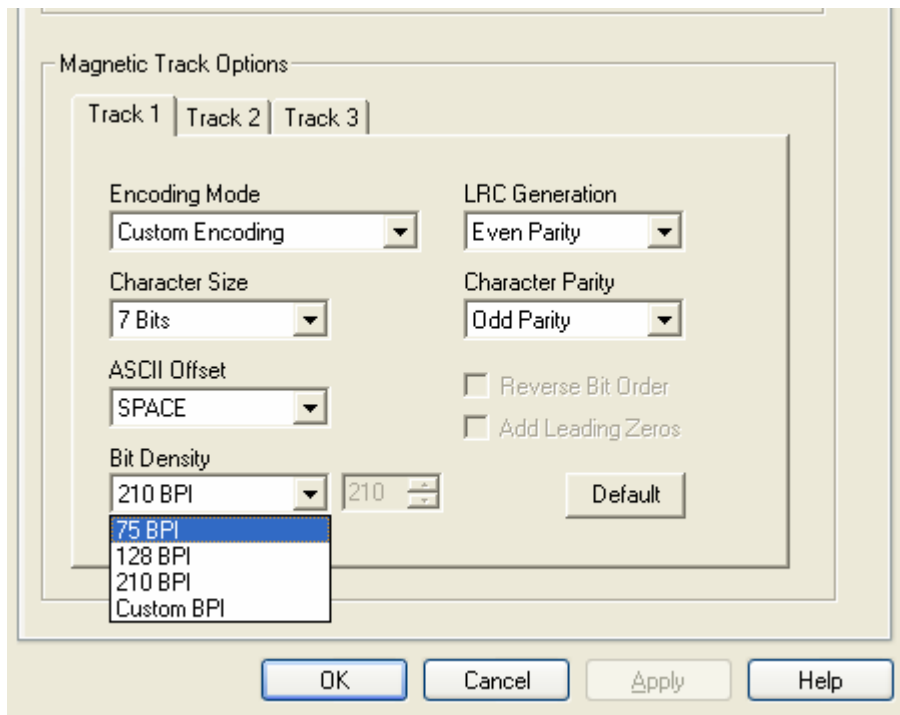 Magnetic Track Options
Track 1 Track 2 Track 3
Encoding Mode LRC Generation
Custom Encoding Even Parity
Character Size Character Parity
7 Bits Odd Parity
ASCII Offset
SPACE Reverse Bit Order
Add Leading Zeros
Bit Density
210 BPI 210 Default
75 BPI
128 BPI
210 BPI
Custom BPI
OK Cancel Apply Help